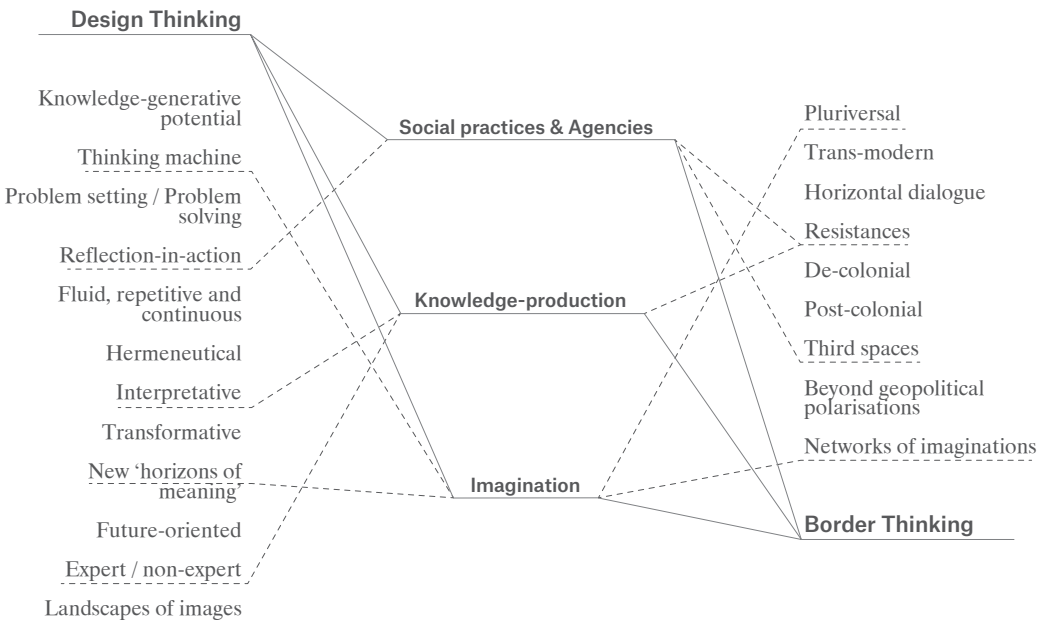 Design Thinking
Knowledge-generative
potential
Thinking machine
Problem setting / Problem
solving
Reflection-in-action
Fluid, repetitive and
continuous
Hermeneutical
Interpretative
Transformative
New ‘horizons of
meaning’
Future-oriented
Expert / non-expert
Landscapes of images
Social practices & Agencies
Knowledge-production
Imagination
Pluriversal
Trans-modern
Horizontal dialogue
Resistances
De-colonial
Post-colonial
Third spaces
Beyond geopolitical
polarisations
Networks of imaginations
Border Thinking